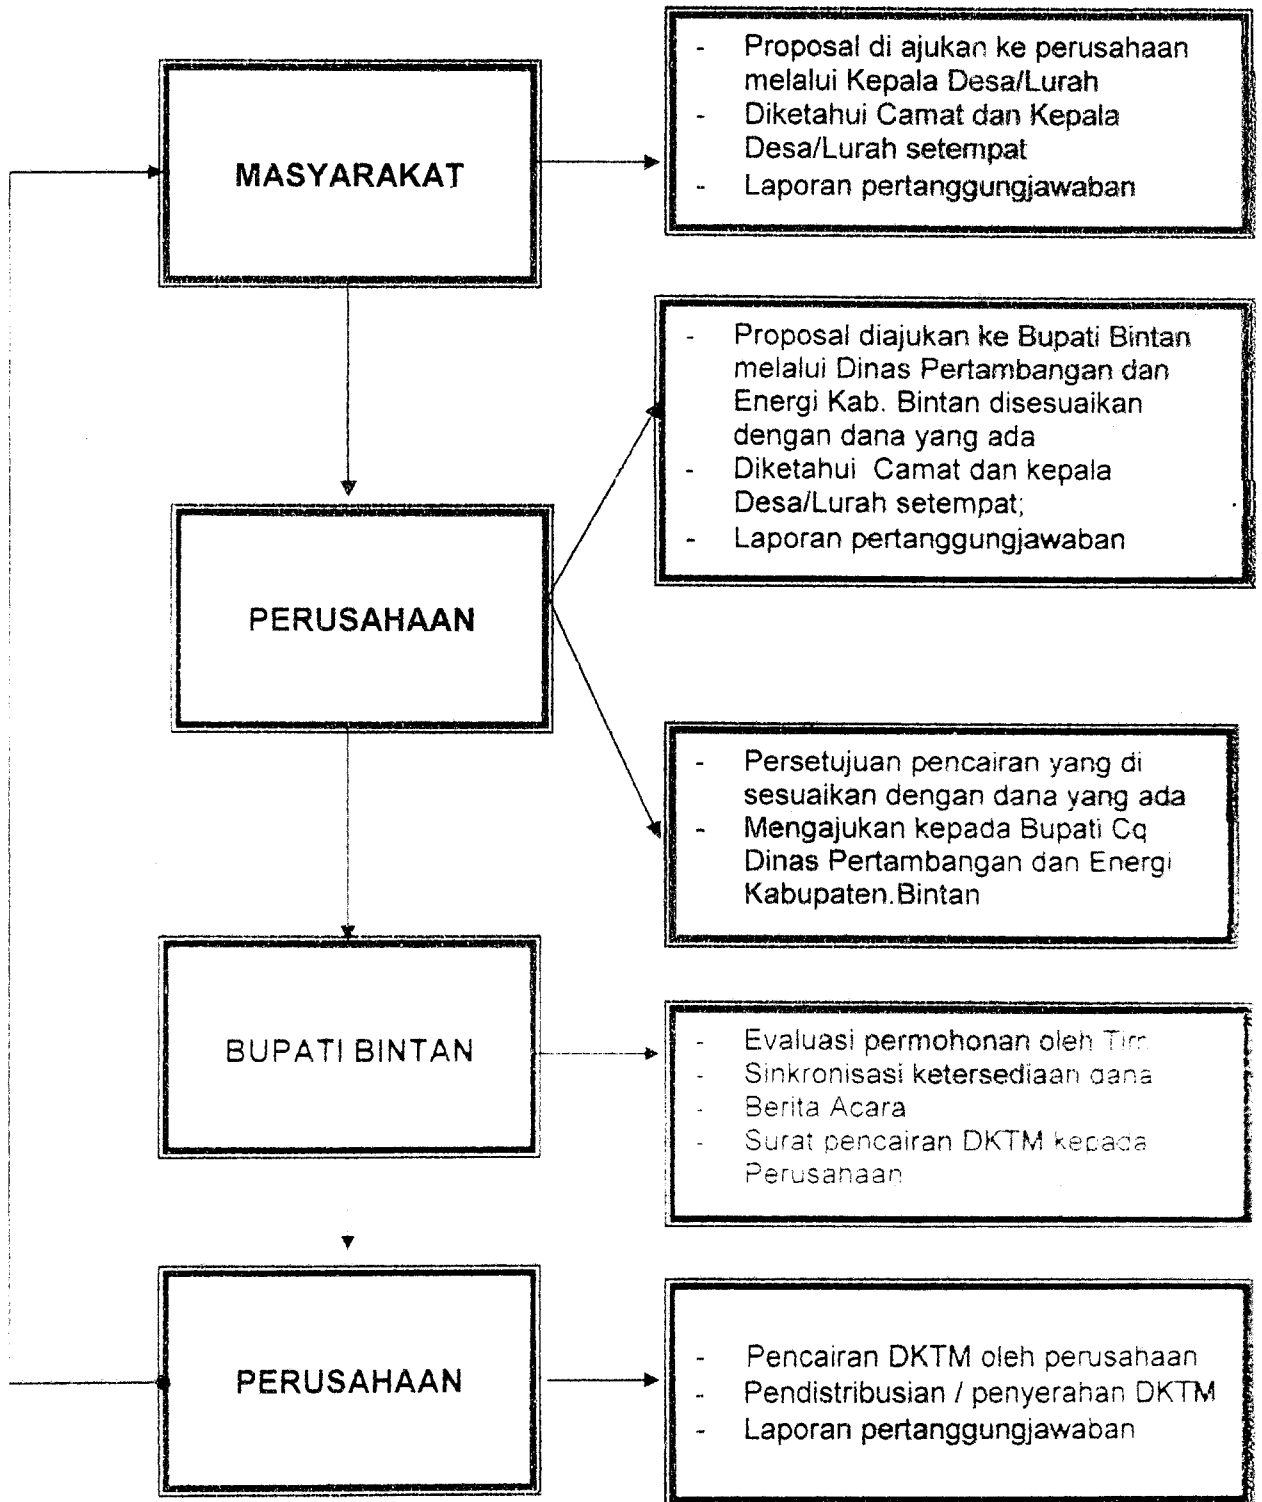 MASYARAKAT
- Proposal di ajukan ke perusahaan
melalui Kepala Desa/Lurah
- Diketahui Camat dan Kepala
Desa/Lurah setempat
- Laporan pertanggungjawaban
PERUSAHAAN
- Proposal diajukan ke Bupati Bintan
melalui Dinas Pertambangan dan
Energi Kab. Bintan disesuaikan
dengan dana yang ada
- Diketahui Camat dan kepala
Desa/Lurah setempat;
- Laporan pertanggungjawaban
- Persetujuan pencairan yang di
sesuaikan dengan dana yang ada
- Mengajukan kepada Bupati Cq
Dinas Pertambangan dan Energi
Kabupaten.Bintan
BUPATI BINTAN
- Evaluasi permohonan oleh Tim
- Sinkronisasi ketersediaan dana
- Berita Acara
- Surat pencairan DKTM kepada
Perusahaan
PERUSAHAAN
- Pencairan DKTM oleh perusahaan
- Pendistribusian / penyerahan DKTM
- Laporan pertanggungjawaban